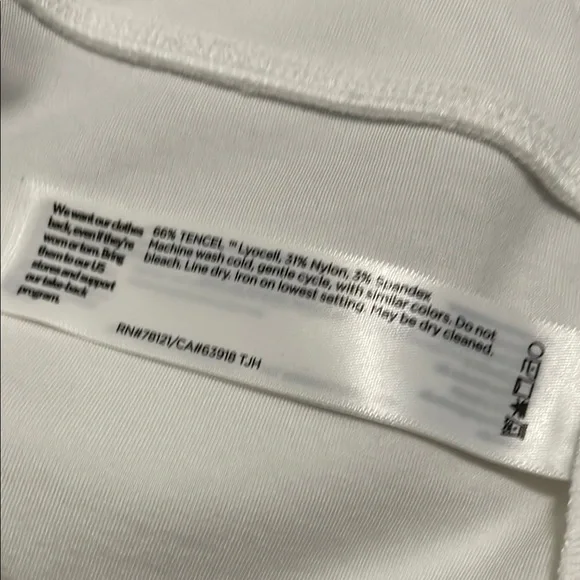 We want our clothes
back, even if they're
worn or torn. Bring
them to our US
stores and support
our take-back
program.
66% TENCEL™ Lyocell, 31% Nylon, 3% Spandex
Machine wash cold, gentle cycle, with similar colors. Do not
bleach. Line dry. Iron on lowest setting. May be dry cleaned.
RN#78121/CA#63918 TJH